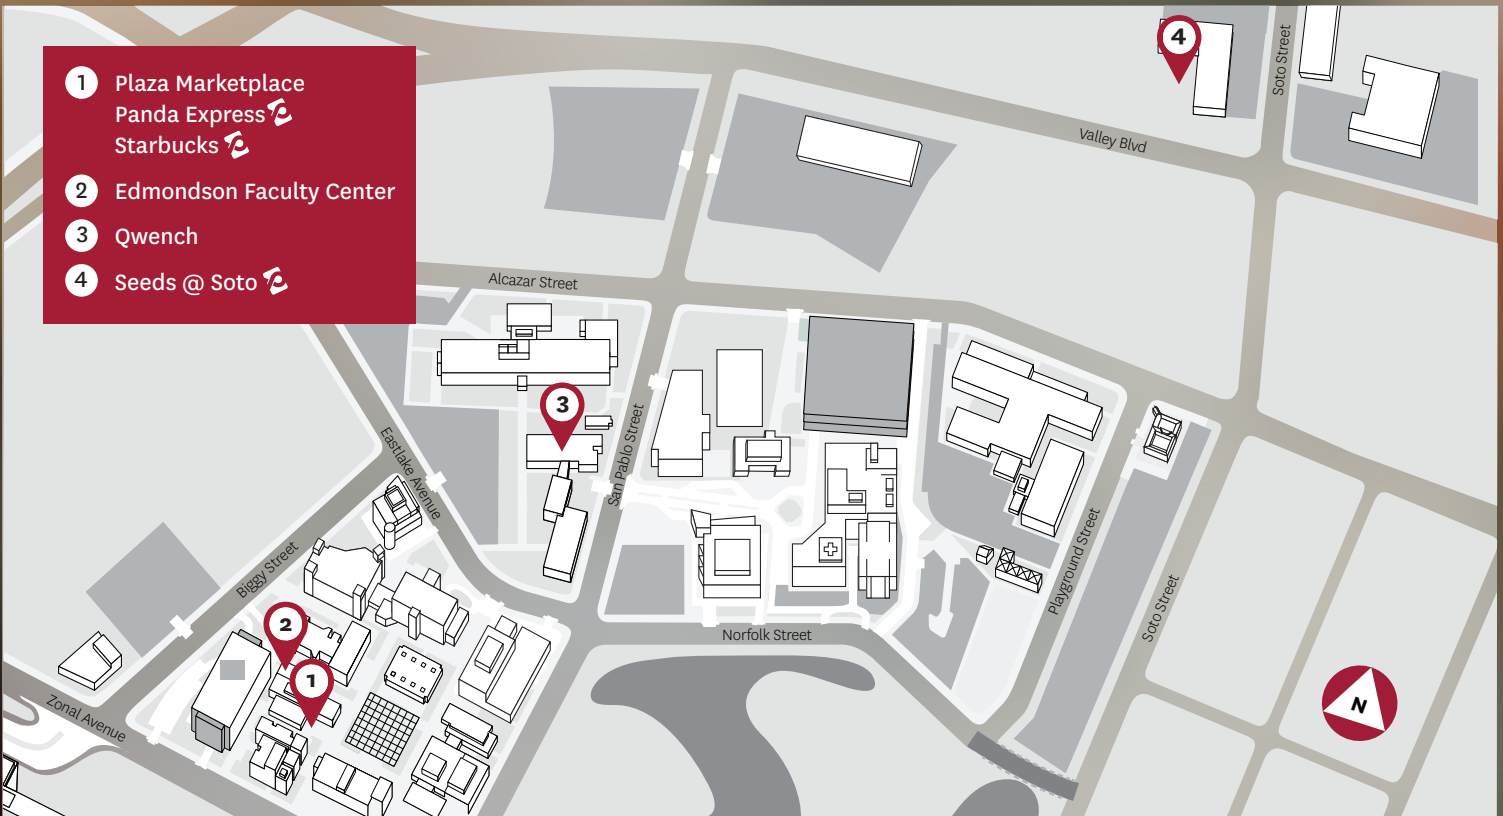 1 Plaza Marketplace
Panda Express
Starbucks
2 Edmondson Faculty Center
3 Qwench
4 Seeds @ Soto
4
Soto Street
Valley Blvd
Alcazar Street
3
San Pablo Street
Eastlake Avenue
Biggy Street
Playground Street
Soto Street
2
Norfolk Street
1
Zonal Avenue
N